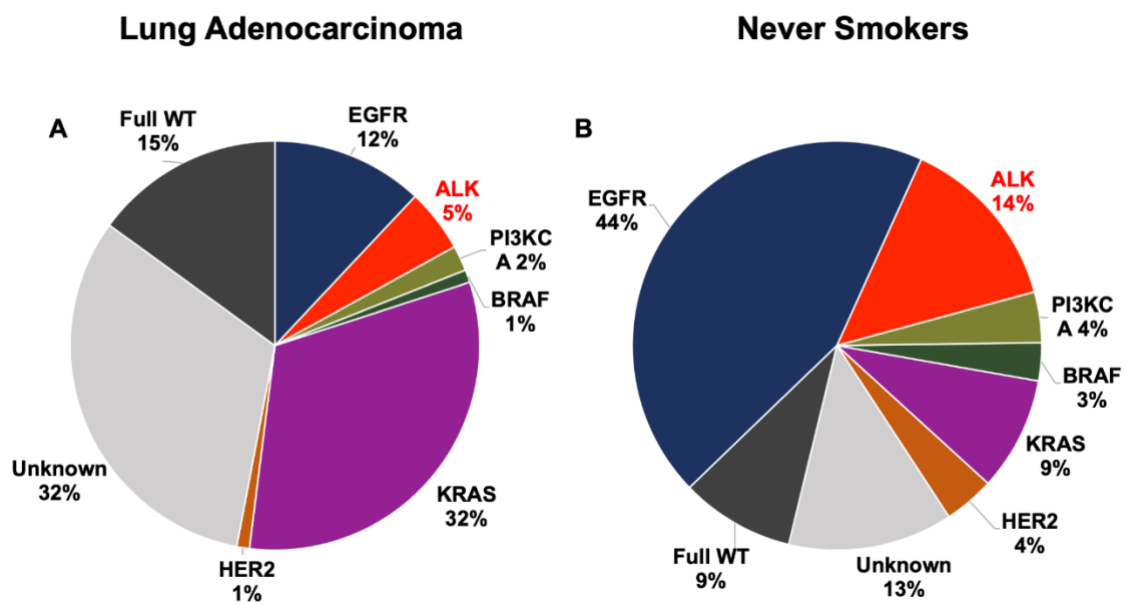 Lung Adenocarcinoma
Never Smokers
A
Full WT
15%
EGFR
12%
ALK
5%
PI3KC
A 2%
BRAF
1%
KRAS
32%
HER2
1%
Unknown
32%
B
EGFR
44%
ALK
14%
PI3KC
A 4%
BRAF
3%
KRAS
9%
HER2
4%
Unknown
13%
Full WT
9%